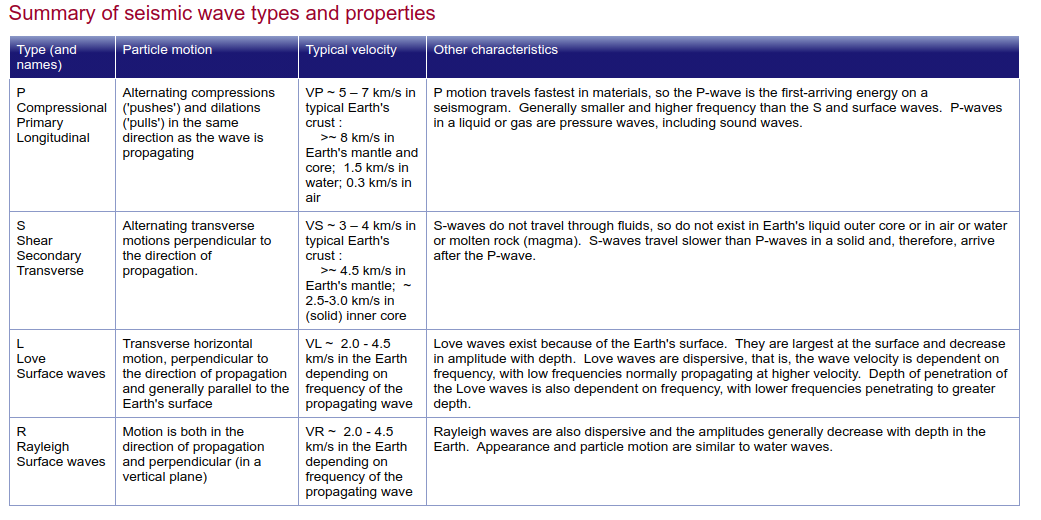 Summary of seismic wave types and properties
Type (and
names)
Particle motion
Typical velocity
Other characteristics
P
Compressional
Primary
Longitudinal
Alternating compressions
('pushes') and dilations
('pulls') in the same
direction as the wave is
propagating
VP ~ 5 – 7 km/s in
typical Earth's
crust :
>~ 8 km/s in
Earth's mantle and
core;  1.5 km/s in
water; 0.3 km/s in
air
P motion travels fastest in materials, so the P-wave is the first-arriving energy on a
seismogram.  Generally smaller and higher frequency than the S and surface waves.  P-waves
in a liquid or gas are pressure waves, including sound waves.
S
Shear
Secondary
Transverse
Alternating transverse
motions perpendicular to
the direction of
propagation.
VS ~ 3 – 4 km/s in
typical Earth's
crust :
>~ 4.5 km/s in
Earth's mantle;  ~
2.5-3.0 km/s in
(solid) inner core
S-waves do not travel through fluids, so do not exist in Earth's liquid outer core or in air or water
or molten rock (magma).  S-waves travel slower than P-waves in a solid and, therefore, arrive
after the P-wave.
L
Love
Surface waves
Transverse horizontal
motion, perpendicular to
the direction of propagation
and generally parallel to the
Earth's surface
VL ~  2.0 - 4.5
km/s in the Earth
depending on
frequency of the
propagating wave
Love waves exist because of the Earth's surface.  They are largest at the surface and decrease
in amplitude with depth.  Love waves are dispersive, that is, the wave velocity is dependent on
frequency, with low frequencies normally propagating at higher velocity.  Depth of penetration of
the Love waves is also dependent on frequency, with lower frequencies penetrating to greater
depth.
R
Rayleigh
Surface waves
Motion is both in the
direction of propagation
and perpendicular (in a
vertical plane)
VR ~  2.0 - 4.5
km/s in the Earth
depending on
frequency of the
propagating wave
Rayleigh waves are also dispersive and the amplitudes generally decrease with depth in the
Earth.  Appearance and particle motion are similar to water waves.